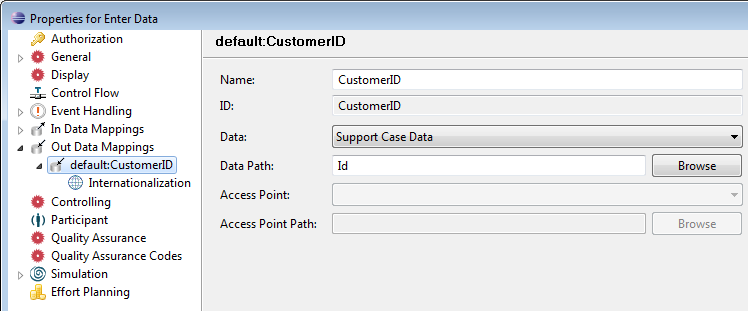 Properties for Enter Data
Authorization
General
Display
Control Flow
Event Handling
In Data Mappings
Out Data Mappings
default:CustomerID
Internationalization
Controlling
Participant
Quality Assurance
Quality Assurance Codes
Simulation
Effort Planning
default:CustomerID
Name: CustomerID
ID: CustomerID
Data: Support Case Data
Data Path: Id Browse
Access Point:
Access Point Path: Browse